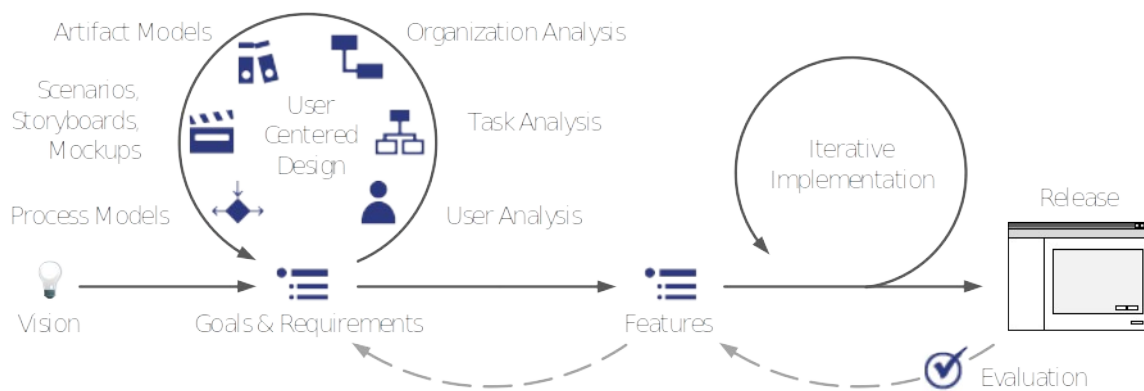 Artifact Models
Organization Analysis
Scenarios,
Storyboards,
Mockups
User
Centered
Design
Task Analysis
Iterative
Implementation
Process Models
User Analysis
Release
Vision
Goals & Requirements
Features
Evaluation